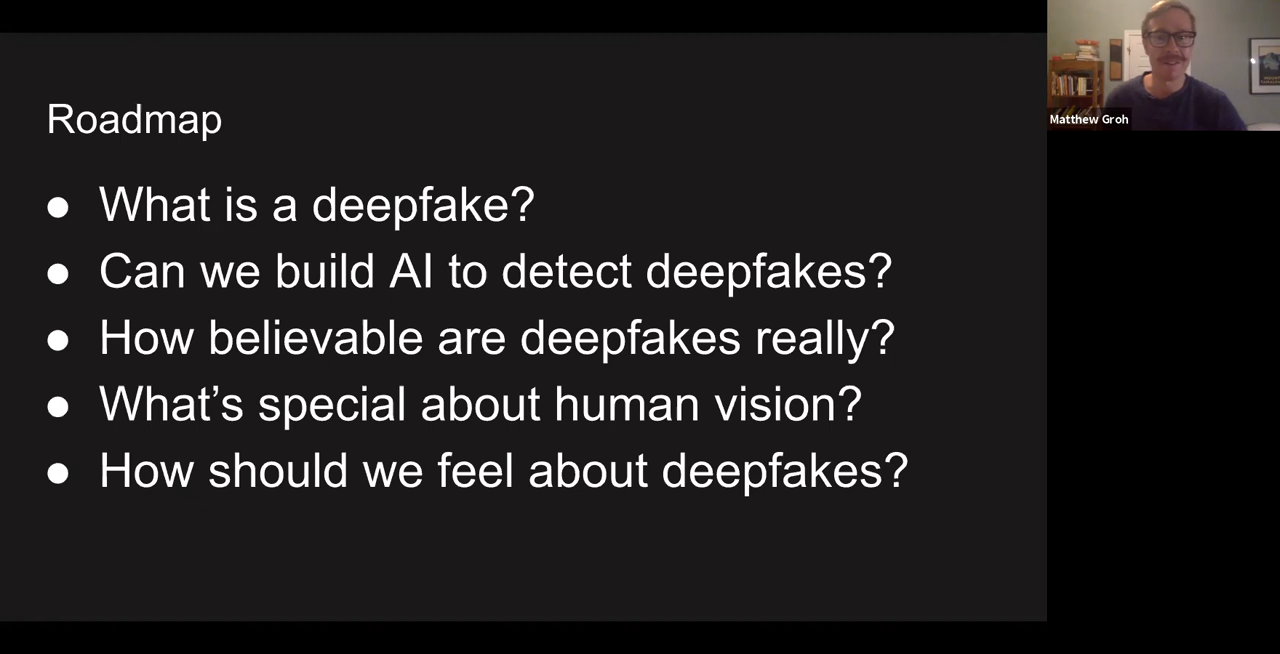 Roadmap
● What is a deepfake?
● Can we build AI to detect deepfakes?
● How believable are deepfakes really?
● What’s special about human vision?
● How should we feel about deepfakes?
Matthew Groh